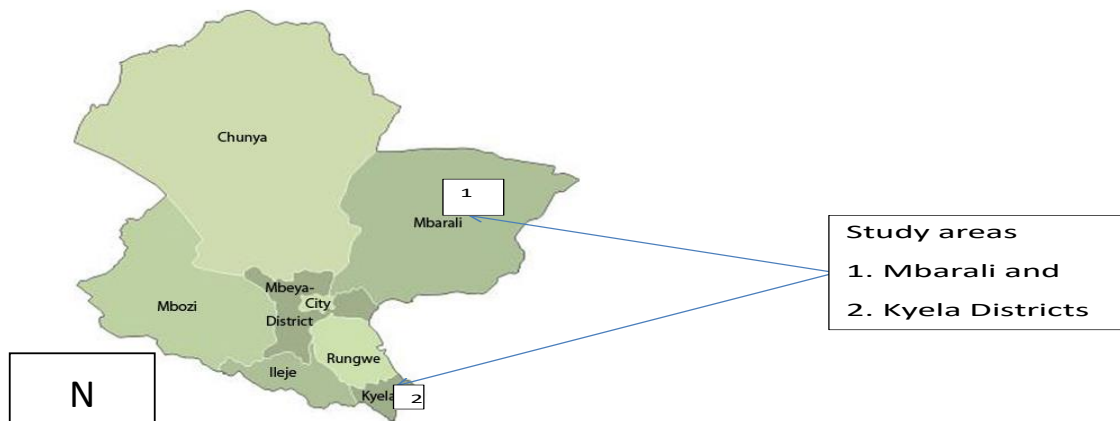 Chunya
1
Mbarali
Study areas
1. Mbarali and
2. Kyela Districts
Mbeya-
City
District
Mbozi
Rungwe
Ileje
Kyela
2
N